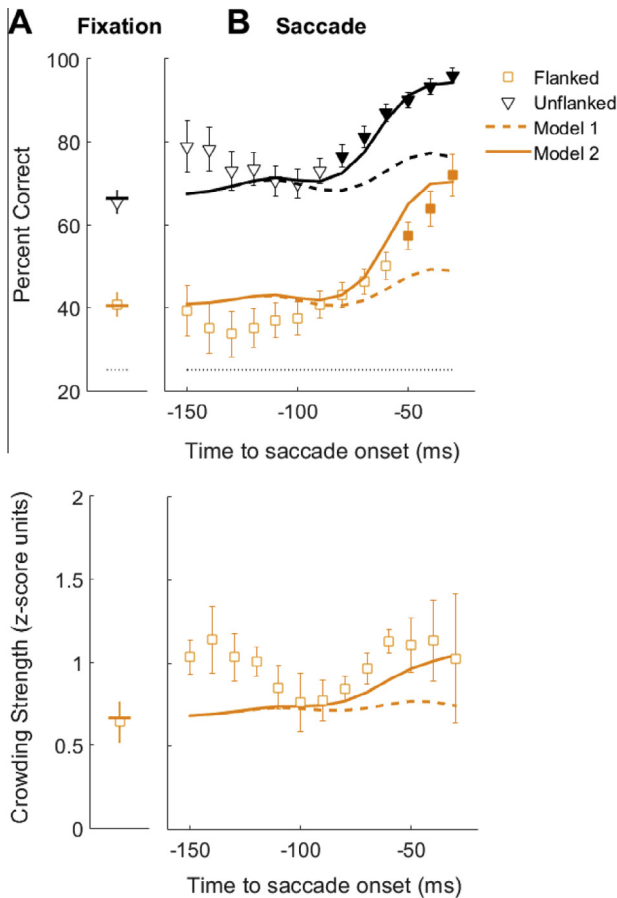 A Fixation B Saccade
100
80
60
40
20
Percent Correct
-150 -100 -50
Time to saccade onset (ms)
Flanked
Unflanked
Model 1
Model 2
2
1.5
1
0.5
0
Crowding Strength (z-score units)
-150 -100 -50
Time to saccade onset (ms)